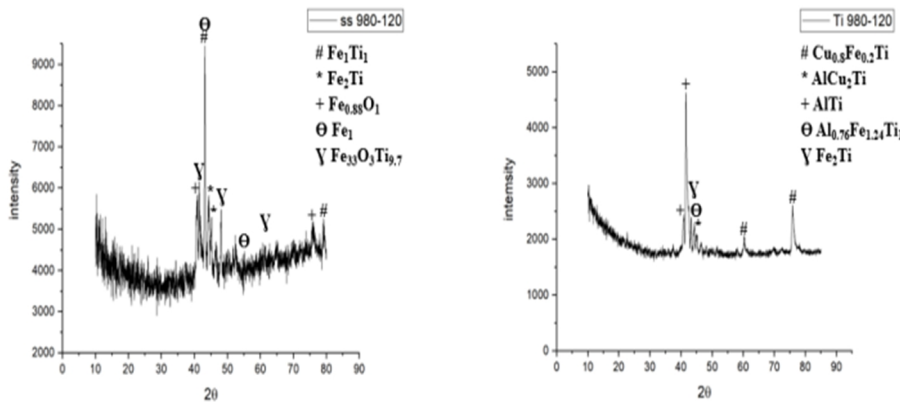 ss 980-120
# Fe₁Ti₁
* Fe₂Ti
+ Fe₀.₈₈O₁
ϴ Fe₁
Ɣ Fe₃₃O₃Ti₉.₇
ϴ
#
Ɣ
+
*
*
Ɣ
ϴ
Ɣ
+
#
intensity
9000
8000
7000
6000
5000
4000
3000
2000
0 10 20 30 40 50 60 70 80 90 100
2θ
Ti 980-120
# Cu₀.₈Fe₀.₂Ti
* AlCu₂Ti
+ AlTi
ϴ Al₀.₇₆Fe₁.₂₄Ti
Ɣ Fe₂Ti
+
Ɣ
+
ϴ
*
#
#
intensity
5000
4000
3000
2000
1000
0
0 10 20 30 40 50 60 70 80 90
2θ